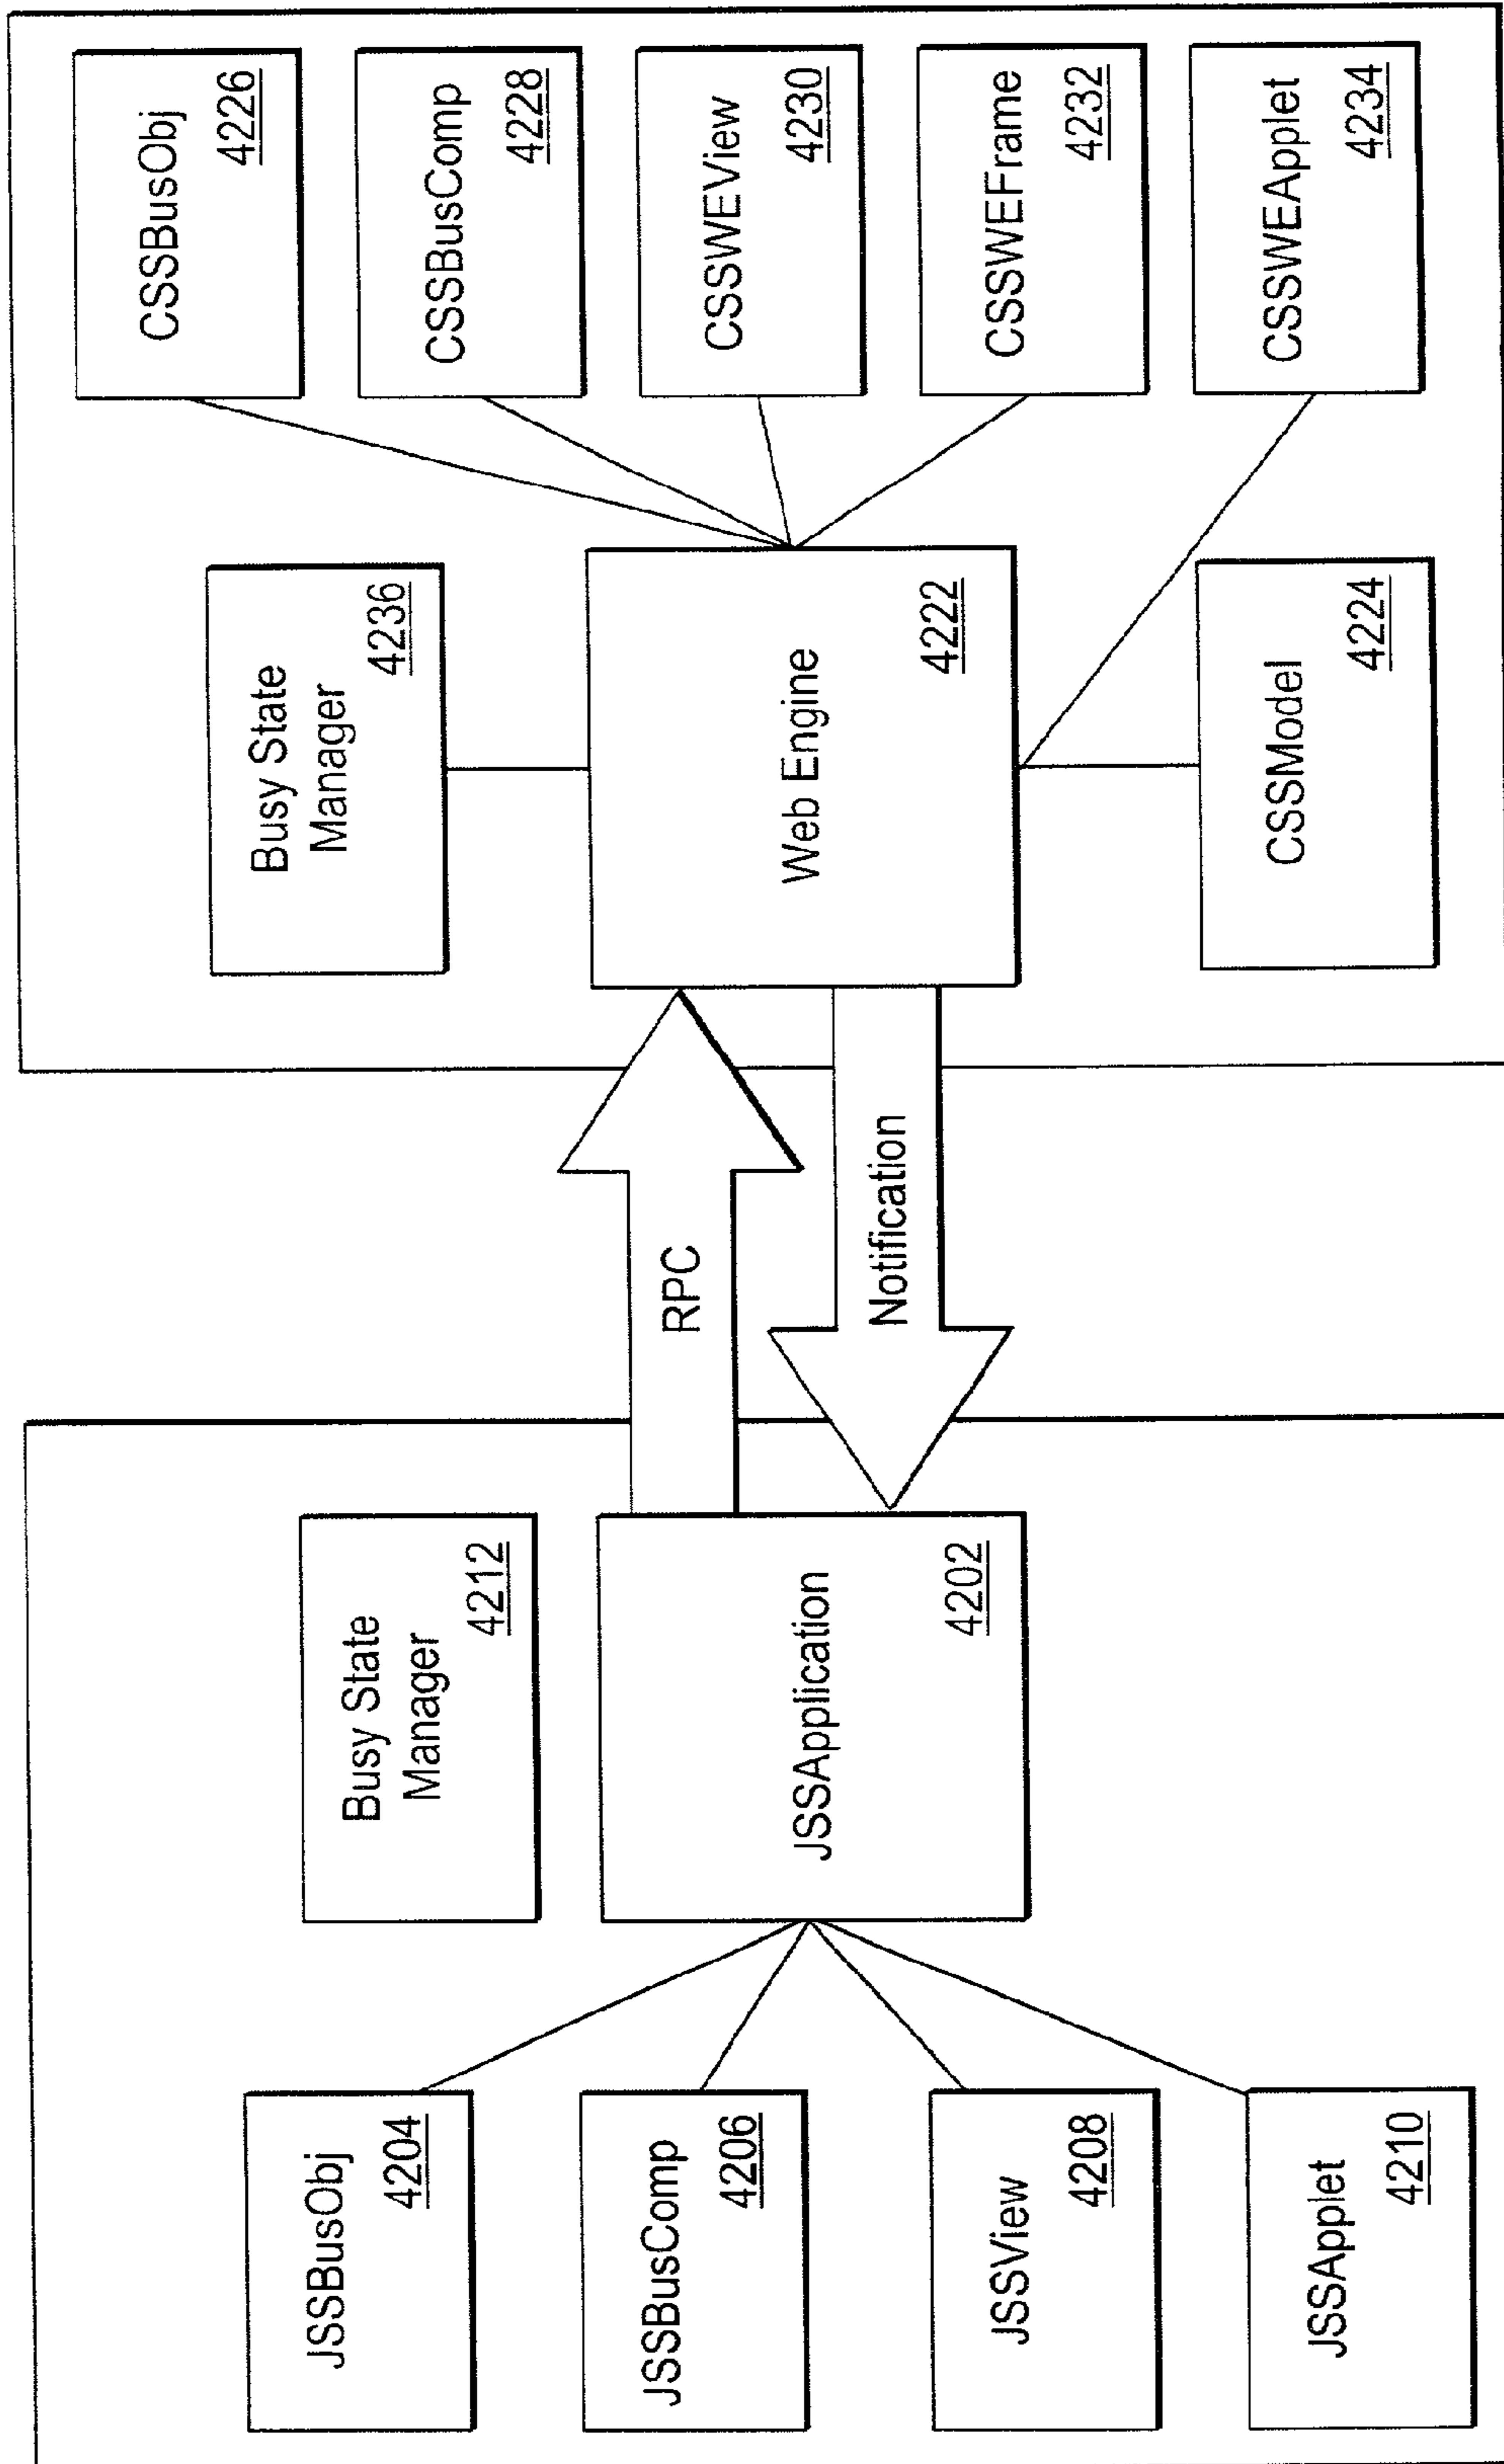 JSSBusObj
4204
JSSBusComp
4206
JSSView
4208
JSSApplet
4210
Busy State
Manager
4212
JSSApplication
4202
RPC
Notification
Busy State
Manager
4236
Web Engine
4222
CSSModel
4224
CSSBusObj
4226
CSSBusComp
4228
CSSWEView
4230
CSSWEFrame
4232
CSSWEApplet
4234